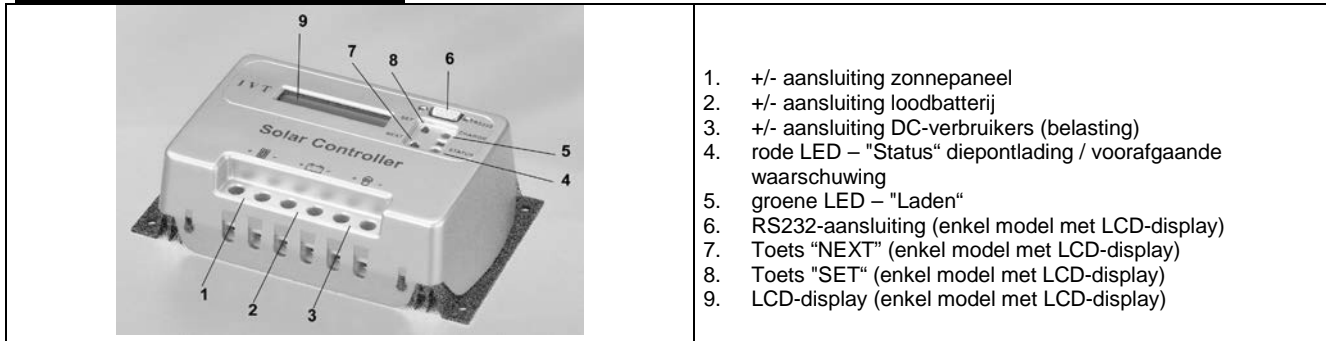 9
7
8
6
IVT
SET
NEXT
STATUS
Solar Controller
5
4
1
2
3
1. +/- aansluiting zonnepaneel
2. +/- aansluiting loodbatterij
3. +/- aansluiting DC-verbruikers (belasting)
4. rode LED – "Status“ diepontlading / voorafgaande
waarschuwing
5. groene LED – "Laden“
6. RS232-aansluiting (enkel model met LCD-display)
7. Toets “NEXT” (enkel model met LCD-display)
8. Toets "SET“ (enkel model met LCD-display)
9. LCD-display (enkel model met LCD-display)